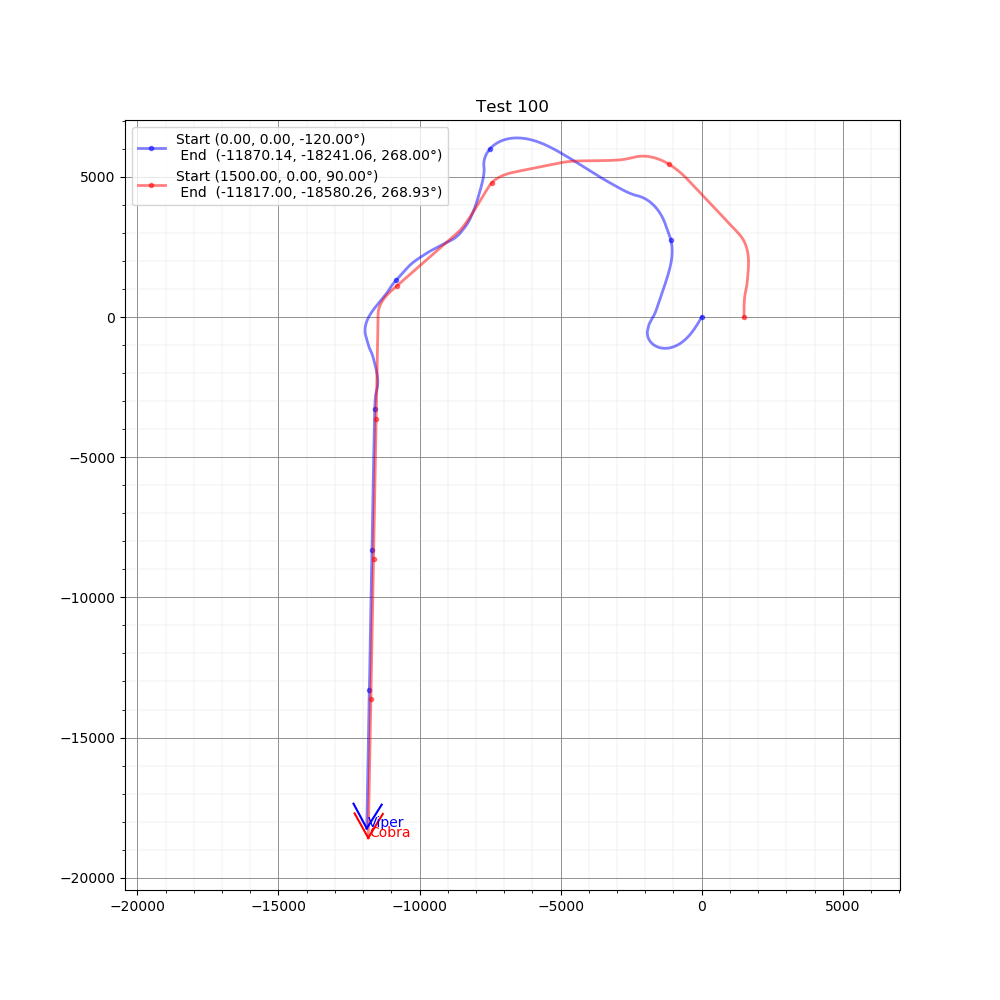 Test 100
Start (0.00, 0.00, -120.00°)
End  (-11870.14, -18241.06, 268.00°)
Start (1500.00, 0.00, 90.00°)
End  (-11817.00, -18580.26, 268.93°)
5000
0
−5000
−10000
−15000
−20000
Viper
Cobra
−20000
−15000
−10000
−5000
0
5000